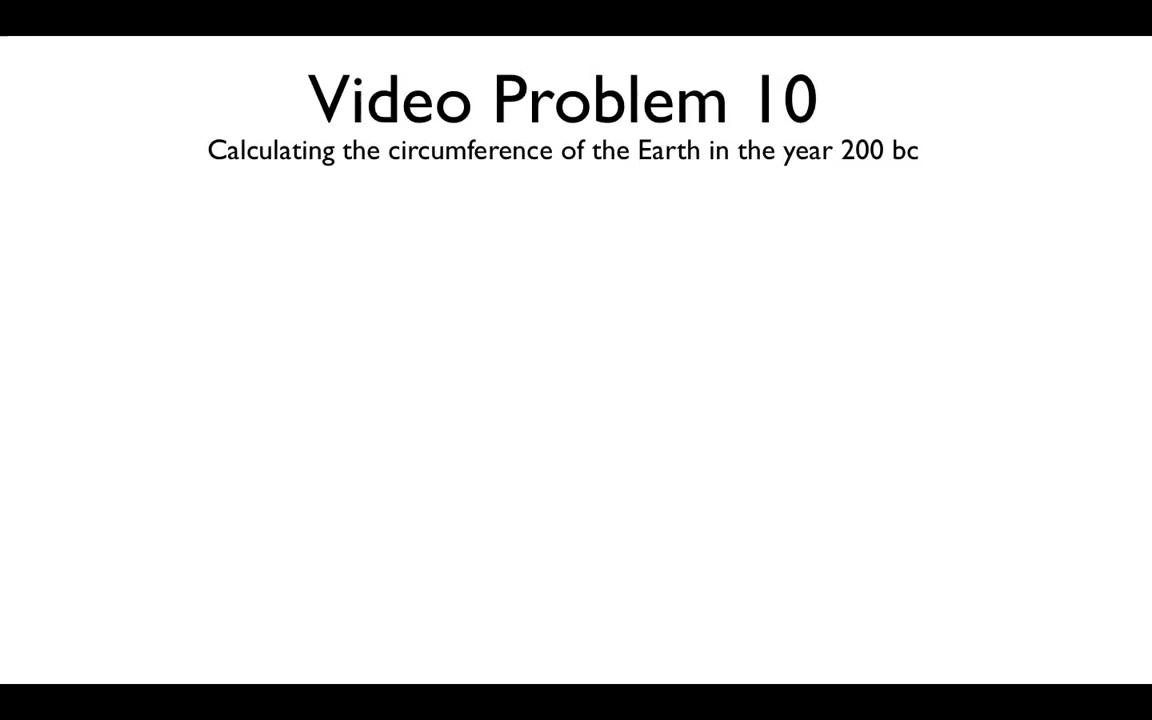 Video Problem 10
Calculating the circumference of the Earth in the year 200 bc